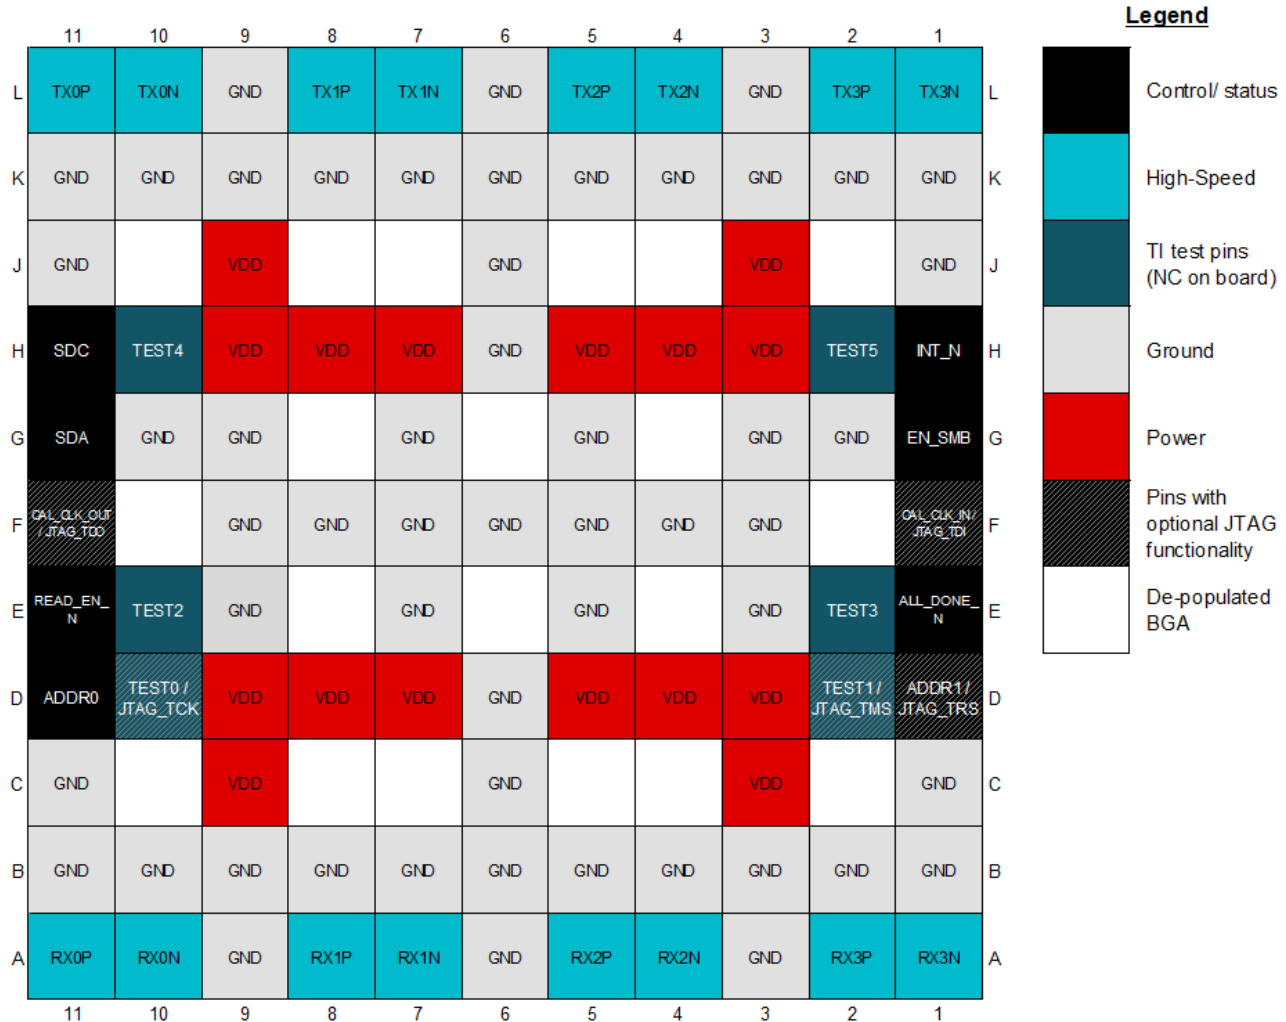 Legend
11 10 9 8 7 6 5 4 3 2 1
L TX0P TX0N GND TX1P TX1N GND TX2P TX2N GND TX3P TX3N L
Control/ status
K GND GND GND GND GND GND GND GND GND GND GND K
High-Speed
J GND VDD GND VDD GND J
TI test pins
(NC on board)
H SDC TEST4 VDD VDD VDD GND VDD VDD VDD TEST5 INT_N H
Ground
G SDA GND GND GND GND GND GND EN_SMB G
Power
F CAL_CLK_OUT
/ JTAG_TDO
GND GND GND GND GND GND GND
CAL_CLK_IN /
JTAG_TDI
F
Pins with
optional JTAG
functionality
E READ_EN_
N
TEST2 GND GND GND GND TEST3
ALL_DONE_
N
E
De-populated
BGA
D ADDR0
TEST0 /
JTAG_TCK
VDD VDD VDD GND VDD VDD VDD
TEST1 /
JTAG_TMS
ADDR1 /
JTAG_TRS
D
C GND VDD GND VDD GND C
B GND GND GND GND GND GND GND GND GND GND GND B
A RX0P RX0N GND RX1P RX1N GND RX2P RX2N GND RX3P RX3N A
11 10 9 8 7 6 5 4 3 2 1